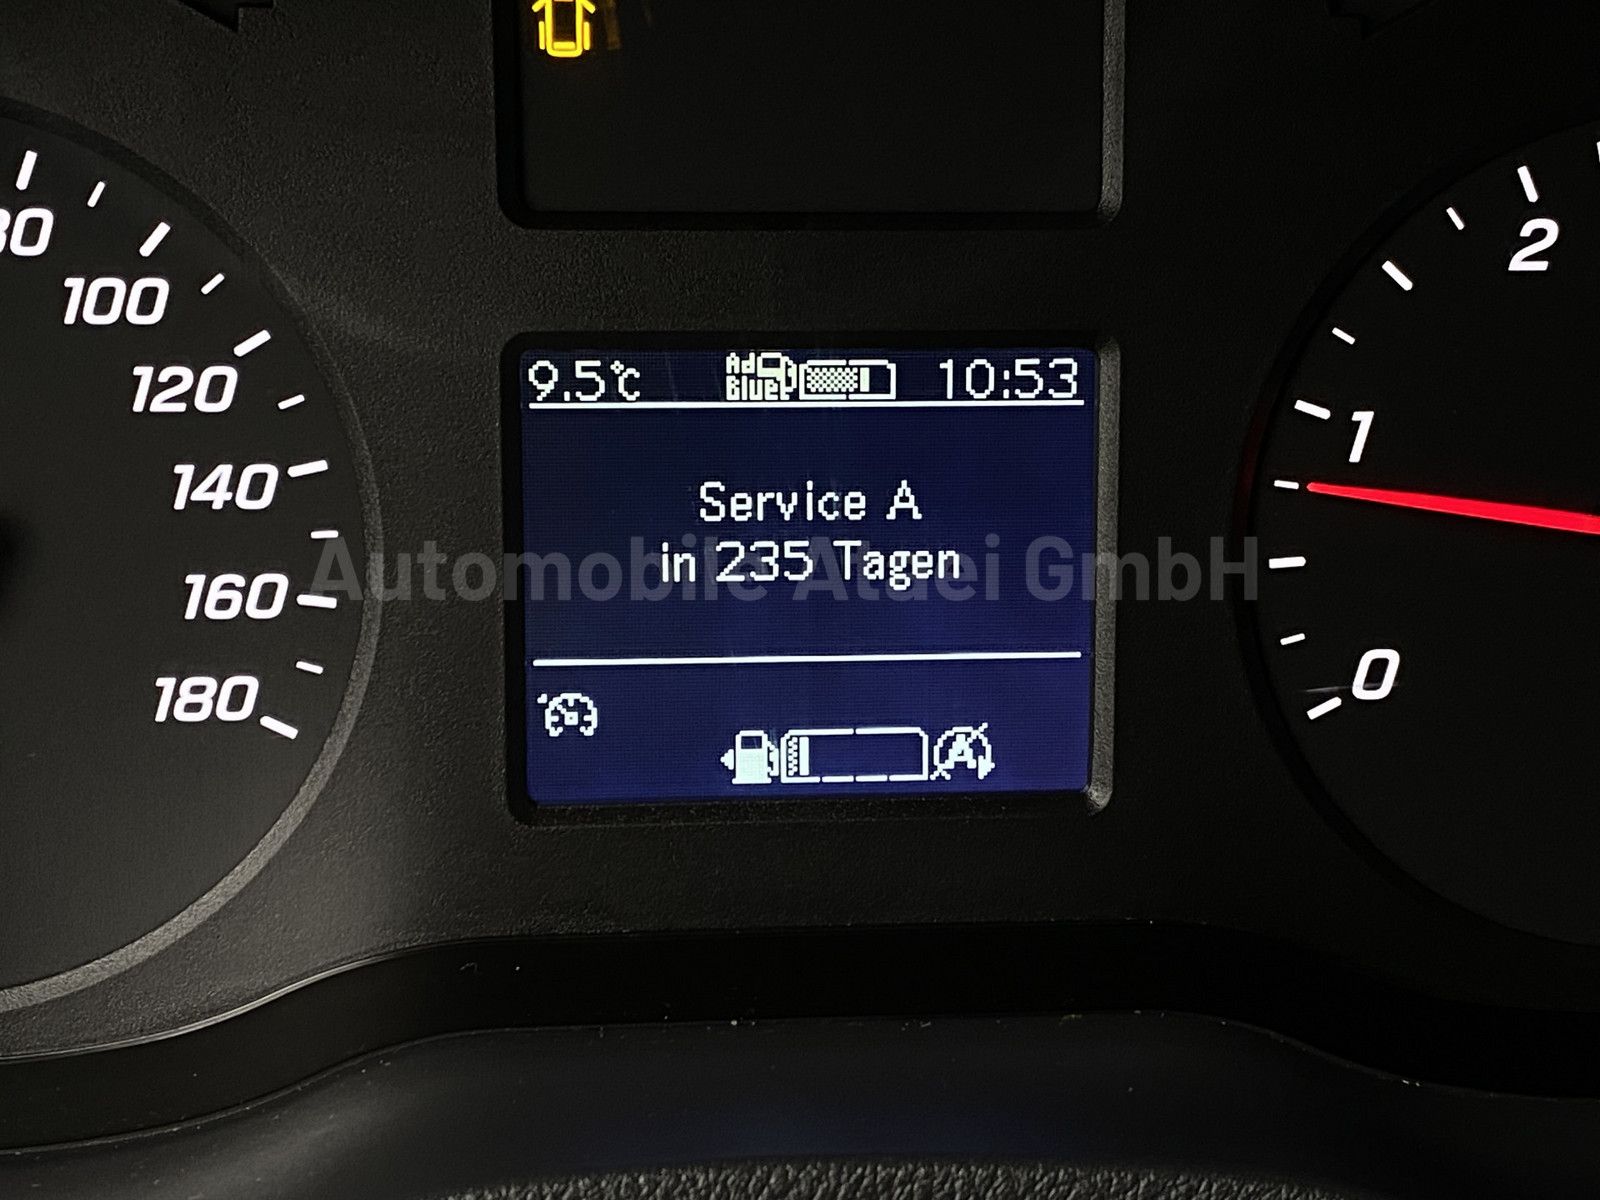 100
120
140
160
180
9.5°C
Ad
Blue
10:53
Service A
in 235 Tagen
2
1
0
Automobile Ataei GmbH